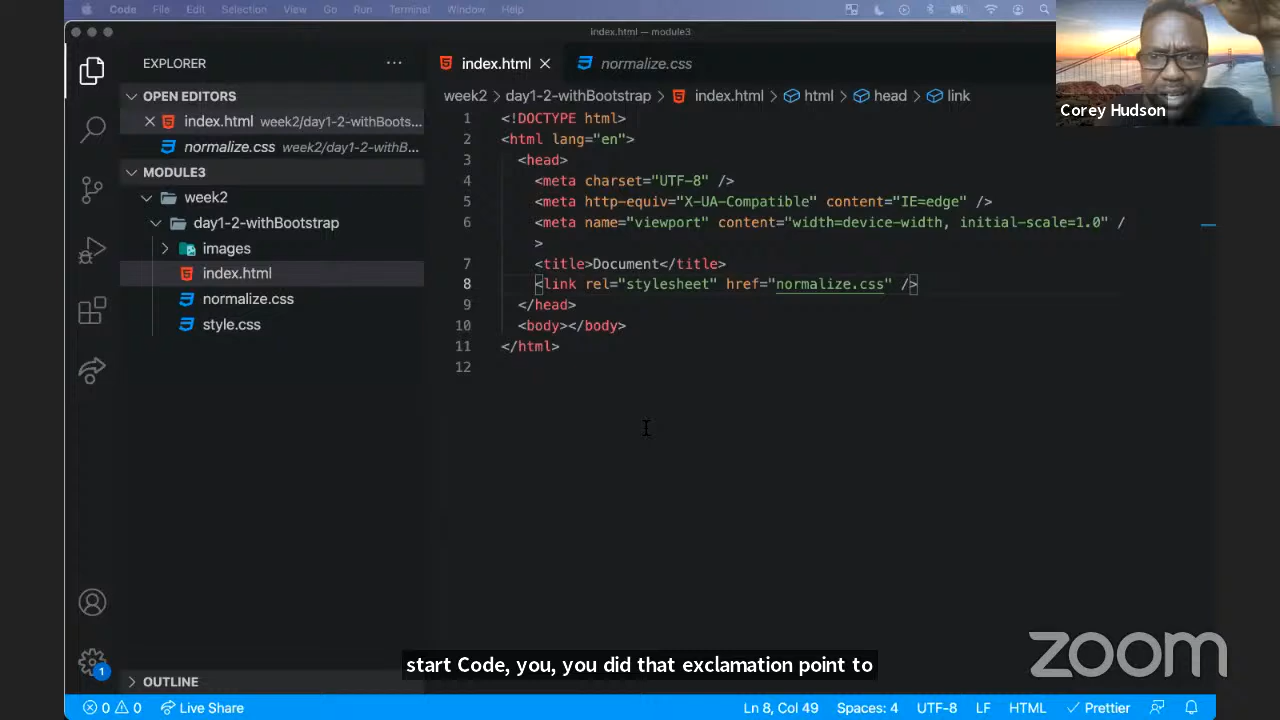 Code File Edit Selection View Go Run Terminal Window Help
index.html — module3
EXPLORER
OPEN EDITORS
index.html week2/day1-2-withBoots...
normalize.css week2/day1-2-withB...
MODULE3
week2
day1-2-withBootstrap
images
index.html
normalize.css
style.css
OUTLINE
index.html normalize.css
week2 > day1-2-withBootstrap > index.html > html > head > link
1 <!DOCTYPE html>
2 <html lang="en">
3 <head>
4 <meta charset="UTF-8" />
5 <meta http-equiv="X-UA-Compatible" content="IE=edge" />
6 <meta name="viewport" content="width=device-width, initial-scale=1.0" /
>
7 <title>Document</title>
8 <link rel="stylesheet" href="normalize.css" />
9 </head>
10 <body></body>
11 </html>
12
Corey Hudson
zoom
start Code, you, you did that exclamation point to
1
0 0 Live Share Ln 8, Col 49 Spaces: 4 UTF-8 LF HTML Prettier